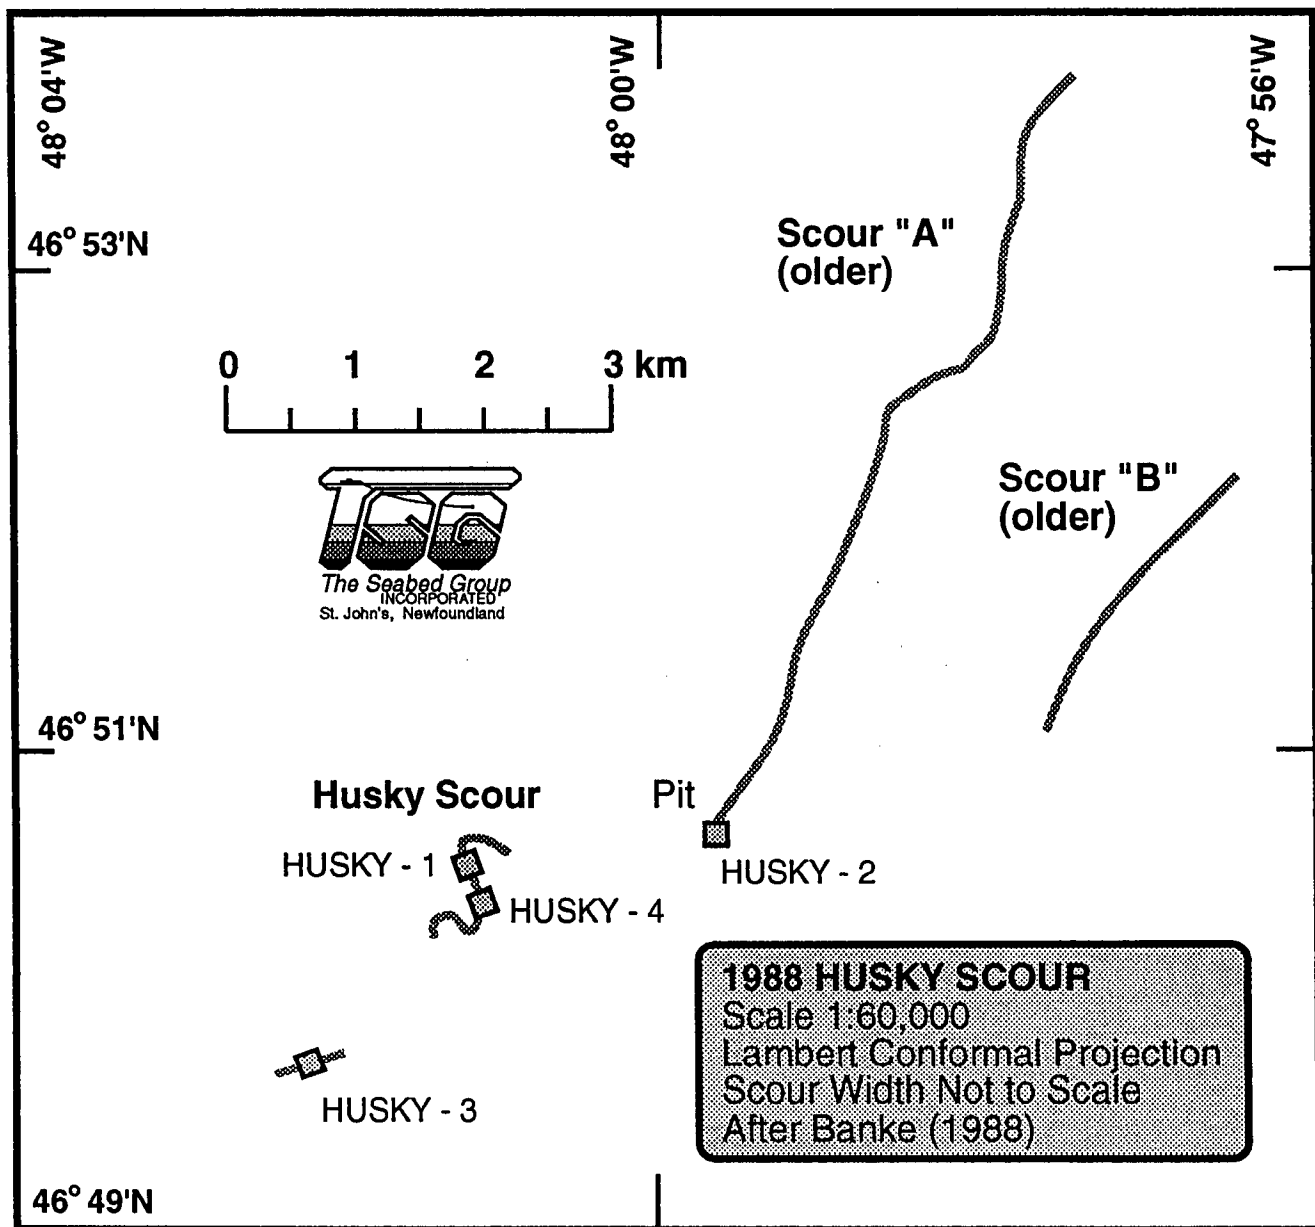 48° 04'W
48° 00'W
47° 56'W
46° 53'N
Scour "A"
(older)
0 1 2 3 km
Scour "B"
(older)
The Seabed Group
INCORPORATED
St. John's, Newfoundland
46° 51'N
Husky Scour
Pit
HUSKY - 1
HUSKY - 2
HUSKY - 4
1988 HUSKY SCOUR
Scale 1:60,000
Lambert Conformal Projection
Scour Width Not to Scale
After Banke (1988)
HUSKY - 3
46° 49'N